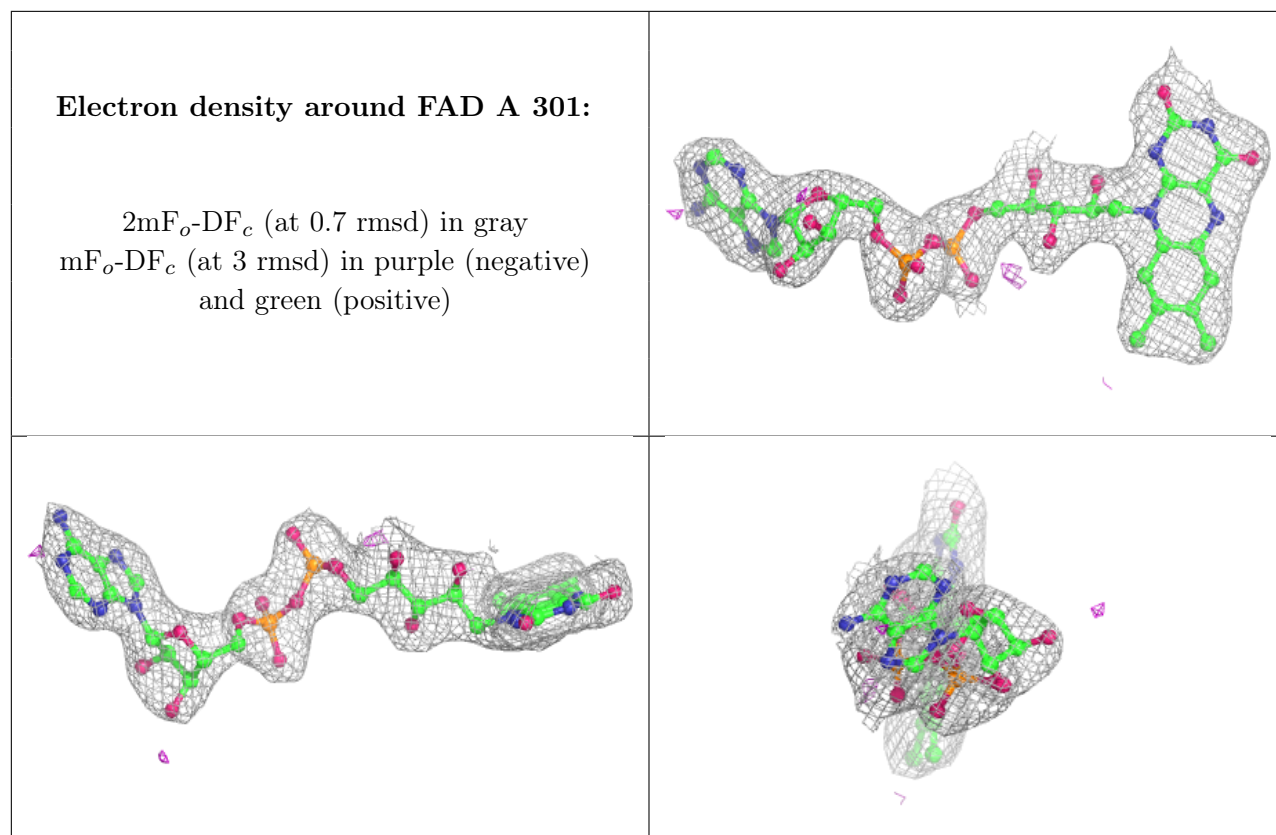 Electron density around FAD A 301:
2mFo-DFc (at 0.7 rmsd) in gray
mFo-DFc (at 3 rmsd) in purple (negative)
and green (positive)